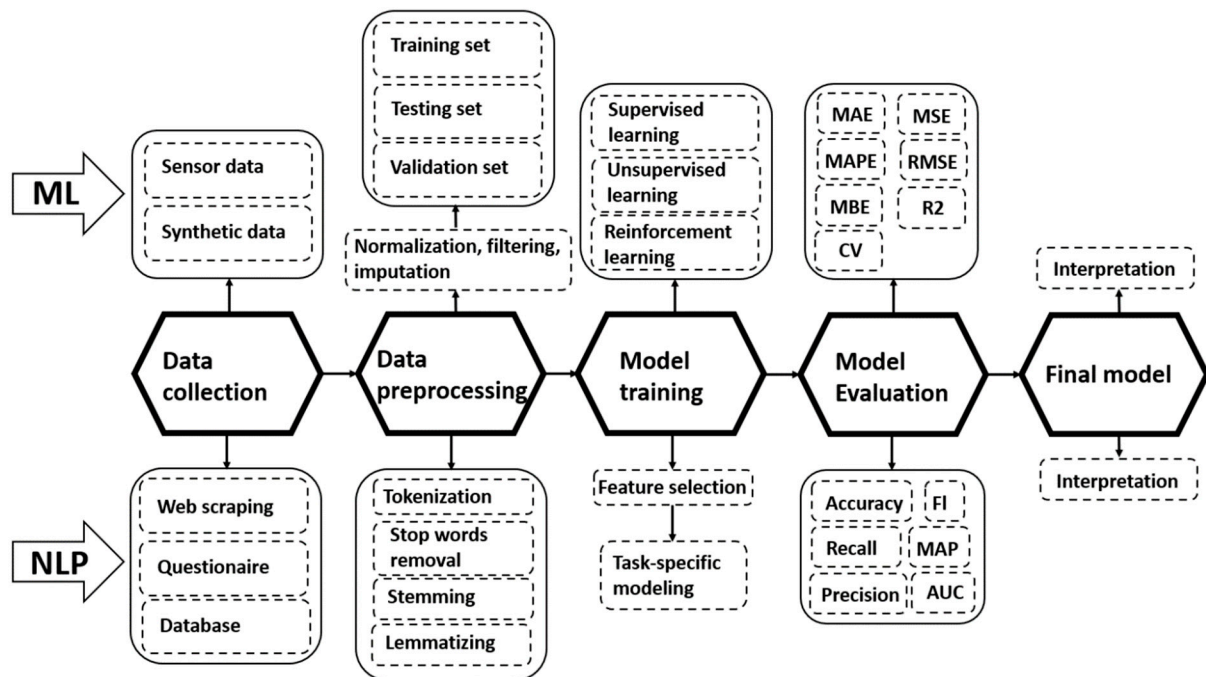 ML
Sensor data
Synthetic data
Training set
Testing set
Validation set
Normalization, filtering,
imputation
Supervised
learning
Unsupervised
learning
Reinforcement
learning
MAE
MSE
MAPE
RMSE
MBE
R2
CV
Interpretation
Data
collection
Data
preprocessing
Model
training
Model
Evaluation
Final model
NLP
Web scraping
Questionaire
Database
Tokenization
Stop words
removal
Stemming
Lemmatizing
Feature selection
Task-specific
modeling
Accuracy
FI
Recall
MAP
Precision
AUC
Interpretation